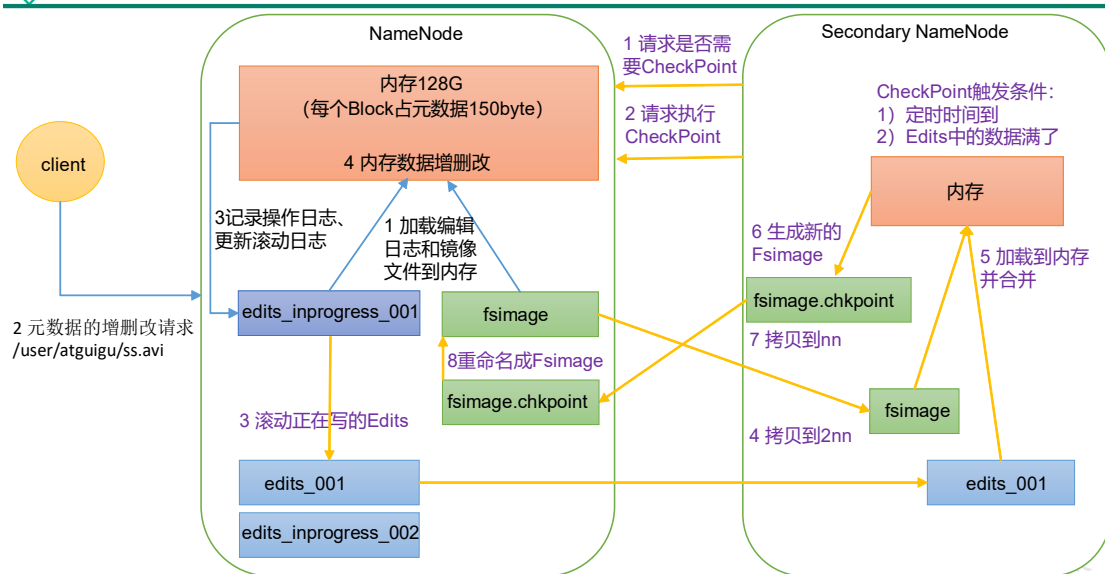 NameNode
Secondary NameNode
内存128G
（每个Block占元数据150byte）
4 内存数据增删改
client
3记录操作日志、
更新滚动日志
1 加载编辑
日志和镜像
文件到内存
edits_inprogress_001
fsimage
2 元数据的增删改请求
/user/atguigu/ss.avi
8重命名成Fsimage
fsimage.chkpoint
3 滚动正在写的Edits
edits_001
edits_inprogress_002
1 请求是否需
要CheckPoint
2 请求执行
CheckPoint
CheckPoint触发条件：
1）定时时间到
2）Edits中的数据满了
内存
6 生成新的
Fsimage
5 加载到内存
并合并
fsimage.chkpoint
7 拷贝到nn
fsimage
4 拷贝到2nn
edits_001